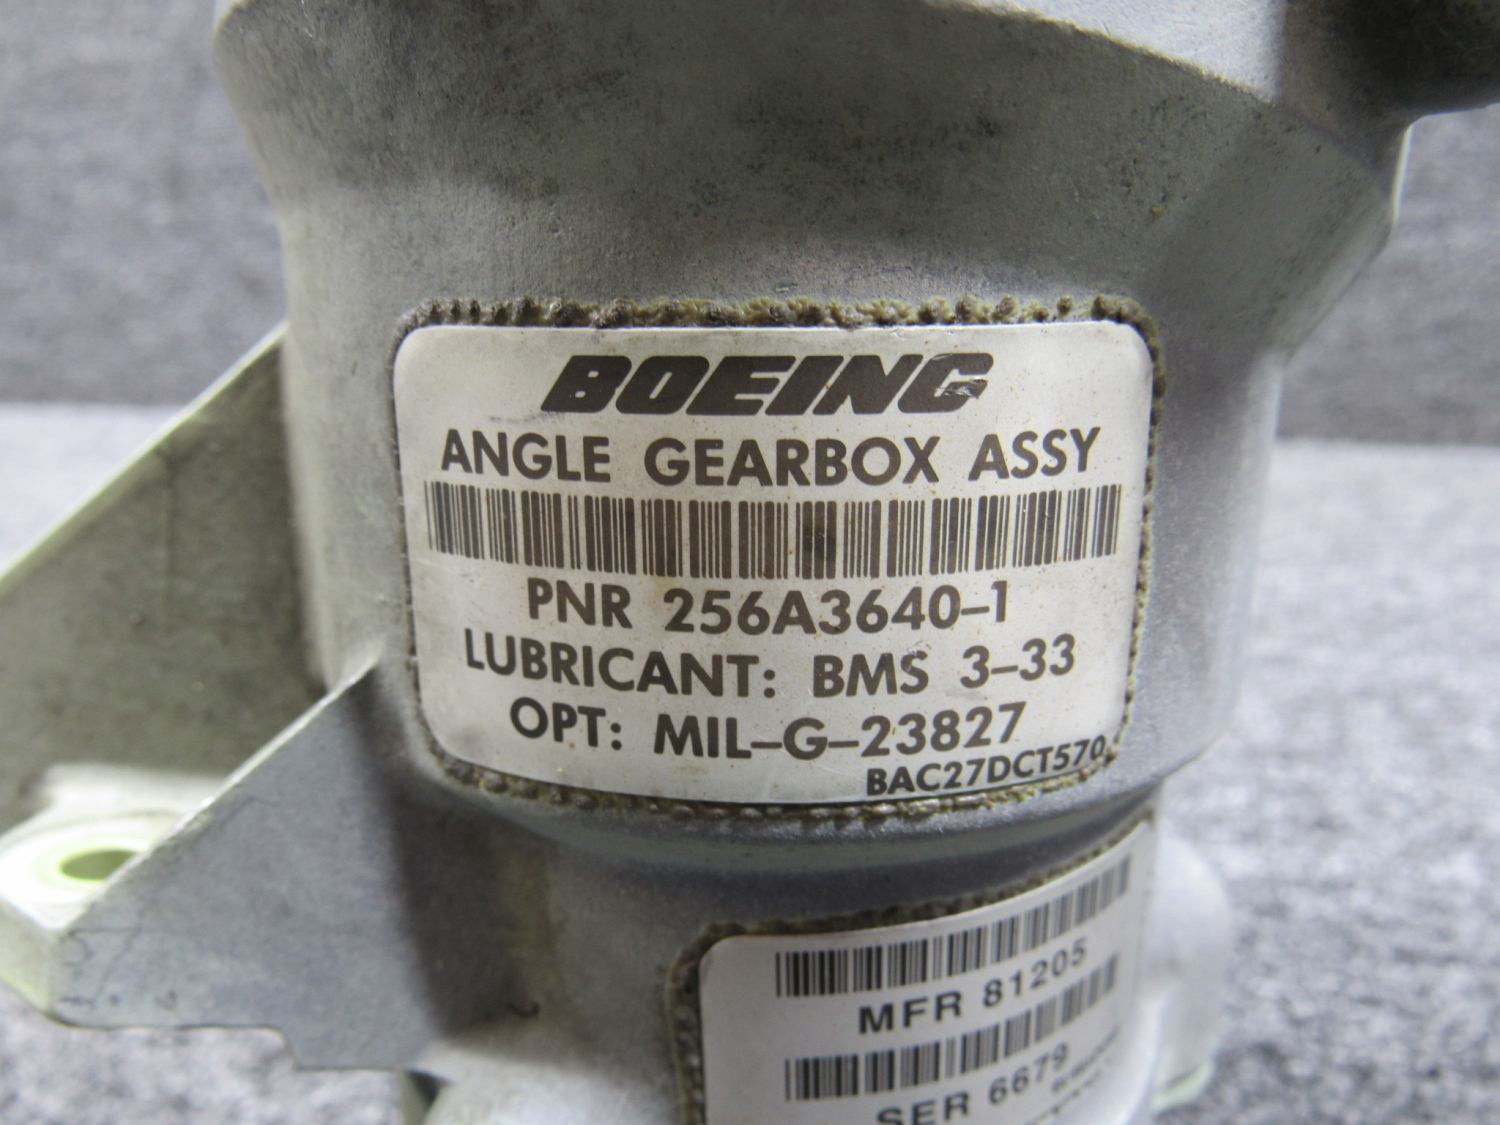 BOEING
ANGLE GEARBOX ASSY
PNR 256A3640-1
LUBRICANT: BMS 3-33
OPT: MIL-G-23827
BAC27DCT570
MFR 81205
SER 6679